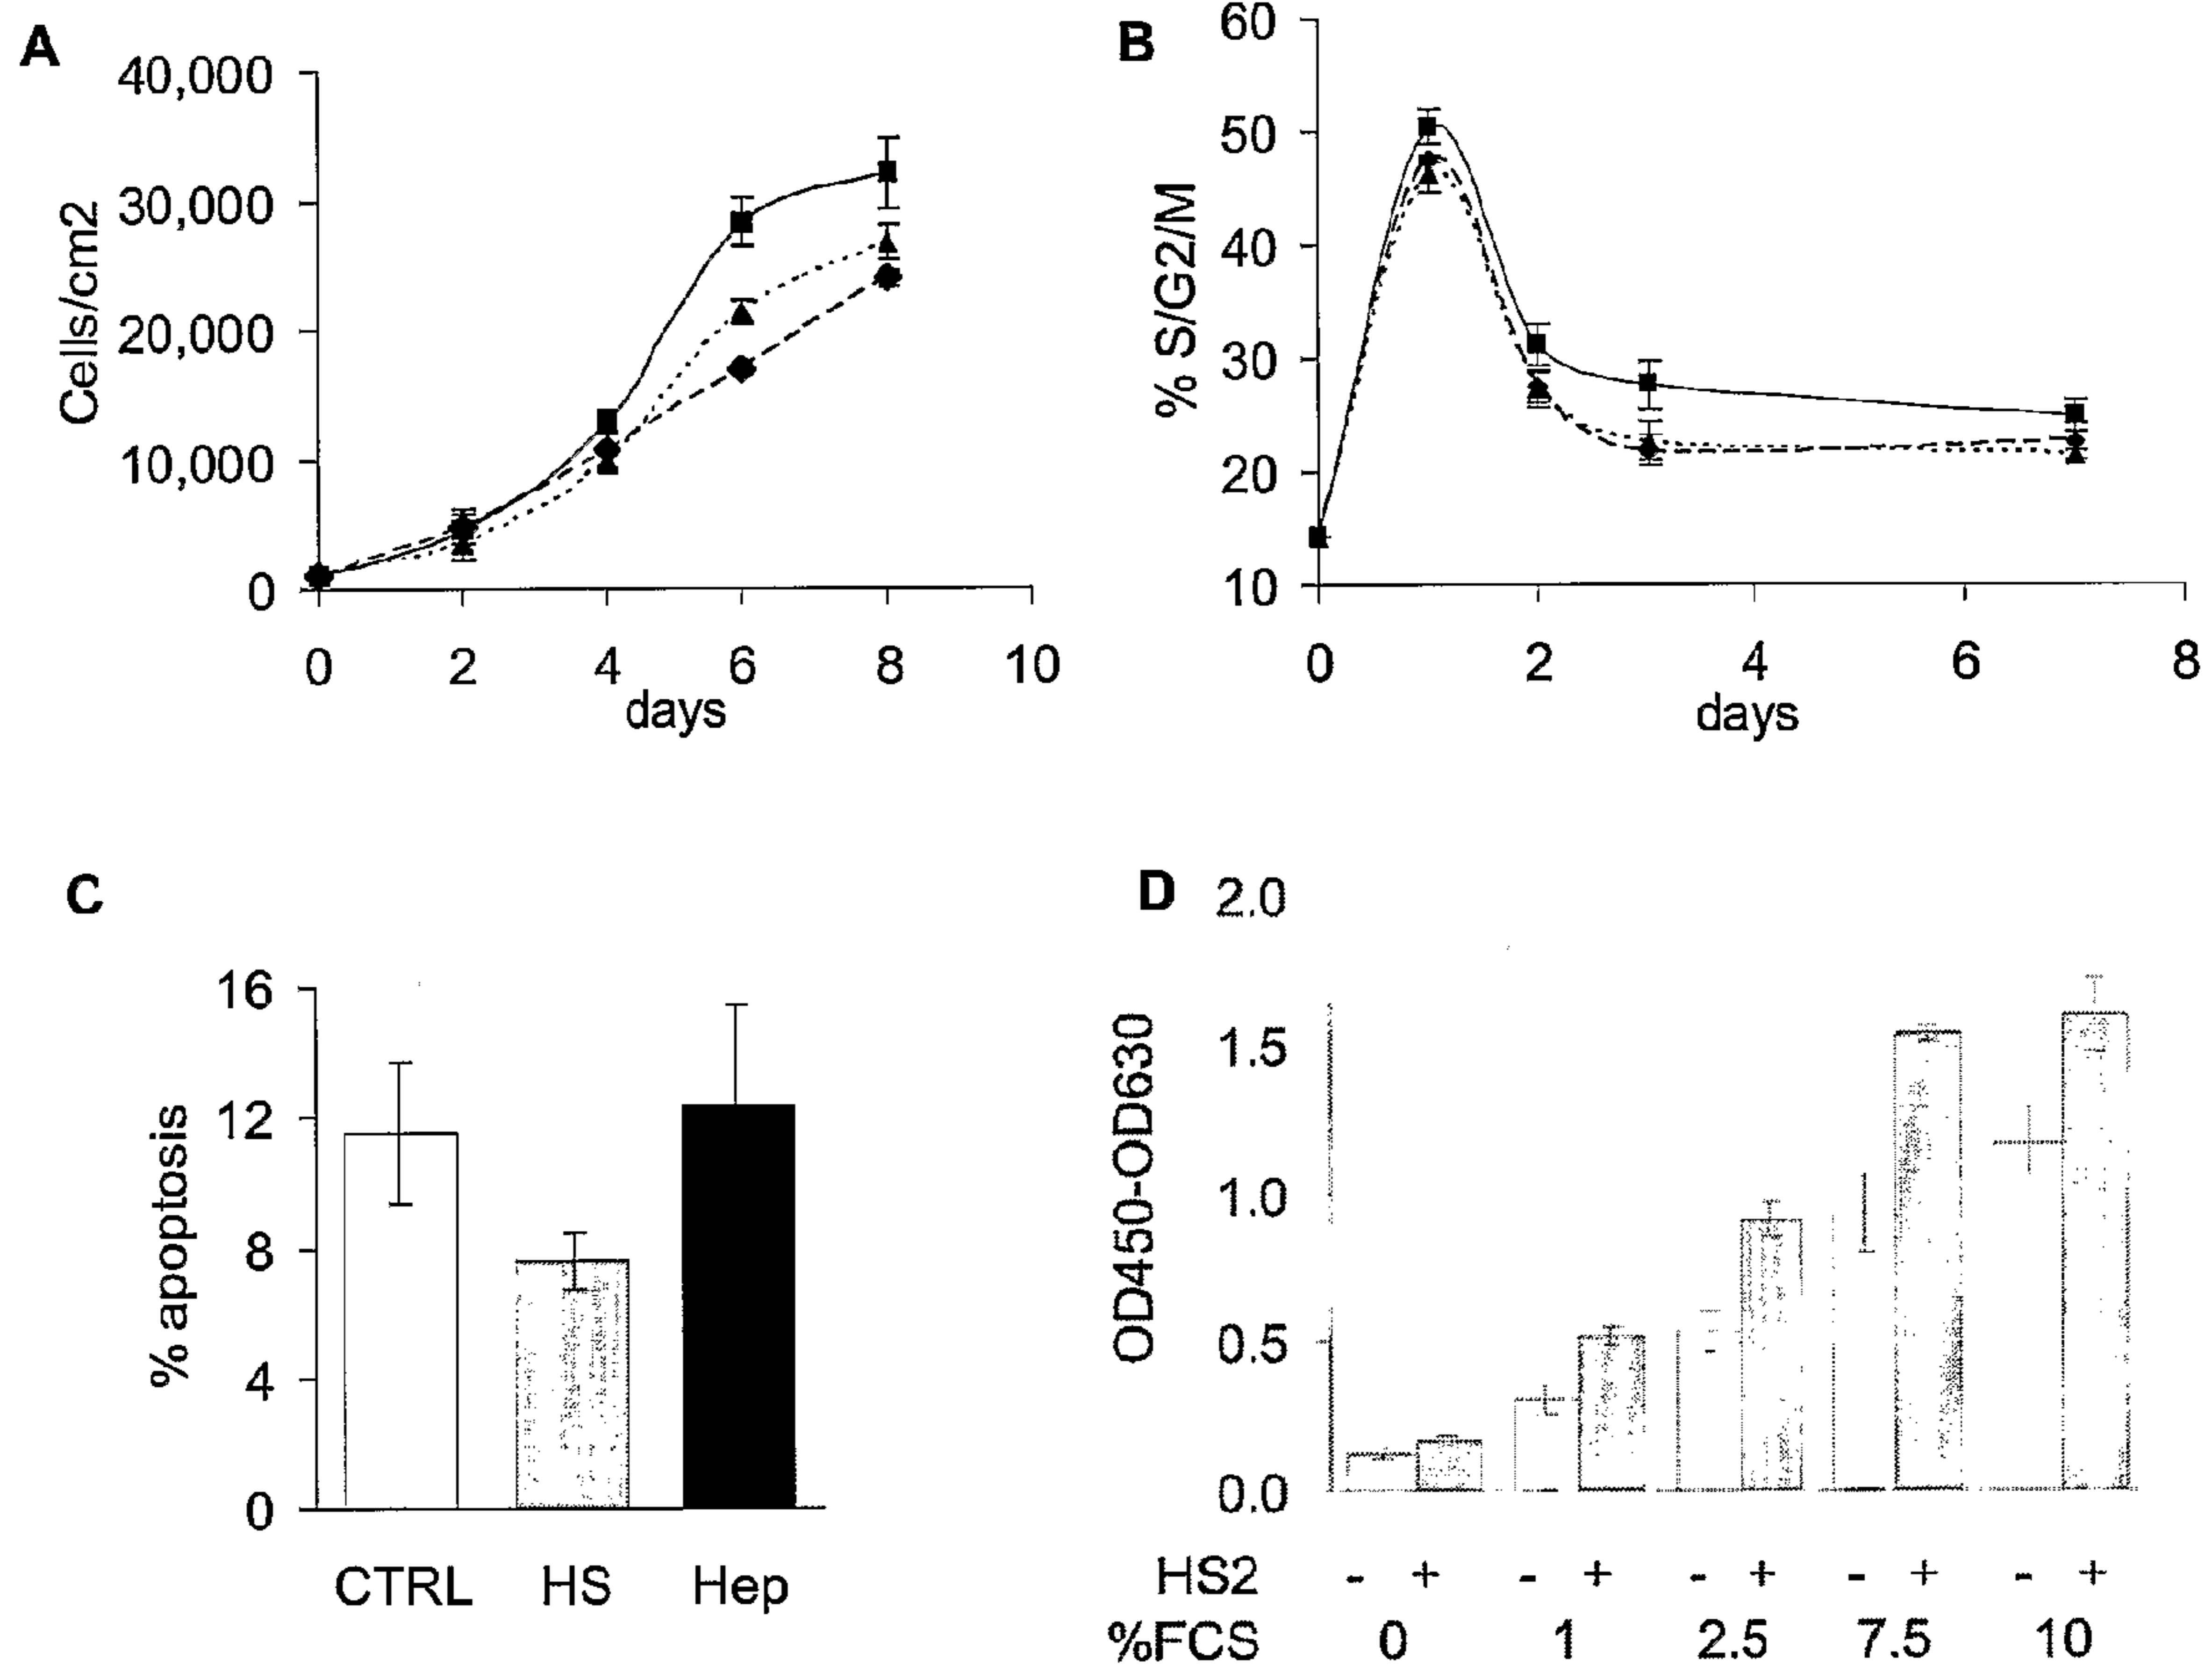 A
40,000
30,000
20,000
10,000
0
Cells/cm2
0 2 4 6 8 10
days
B
60
50
40
30
20
10
% S/G2/M
0 2 4 6 8
days
C
16
12
8
4
0
% apoptosis
CTRL HS Hep
D
2.0
1.5
1.0
0.5
0.0
OD450-OD630
HS2 - + - + - + - + - +
%FCS 0 1 2.5 7.5 10